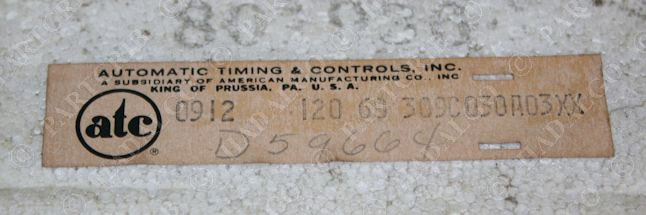 AUTOMATIC TIMING & CONTROLS, INC.
A SUBSIDIARY OF AMERICAN MANUFACTURING CO., INC
KING OF PRUSSIA, PA. U. S. A.
atc ®
0912 120 69 309C030A03XX
D59664